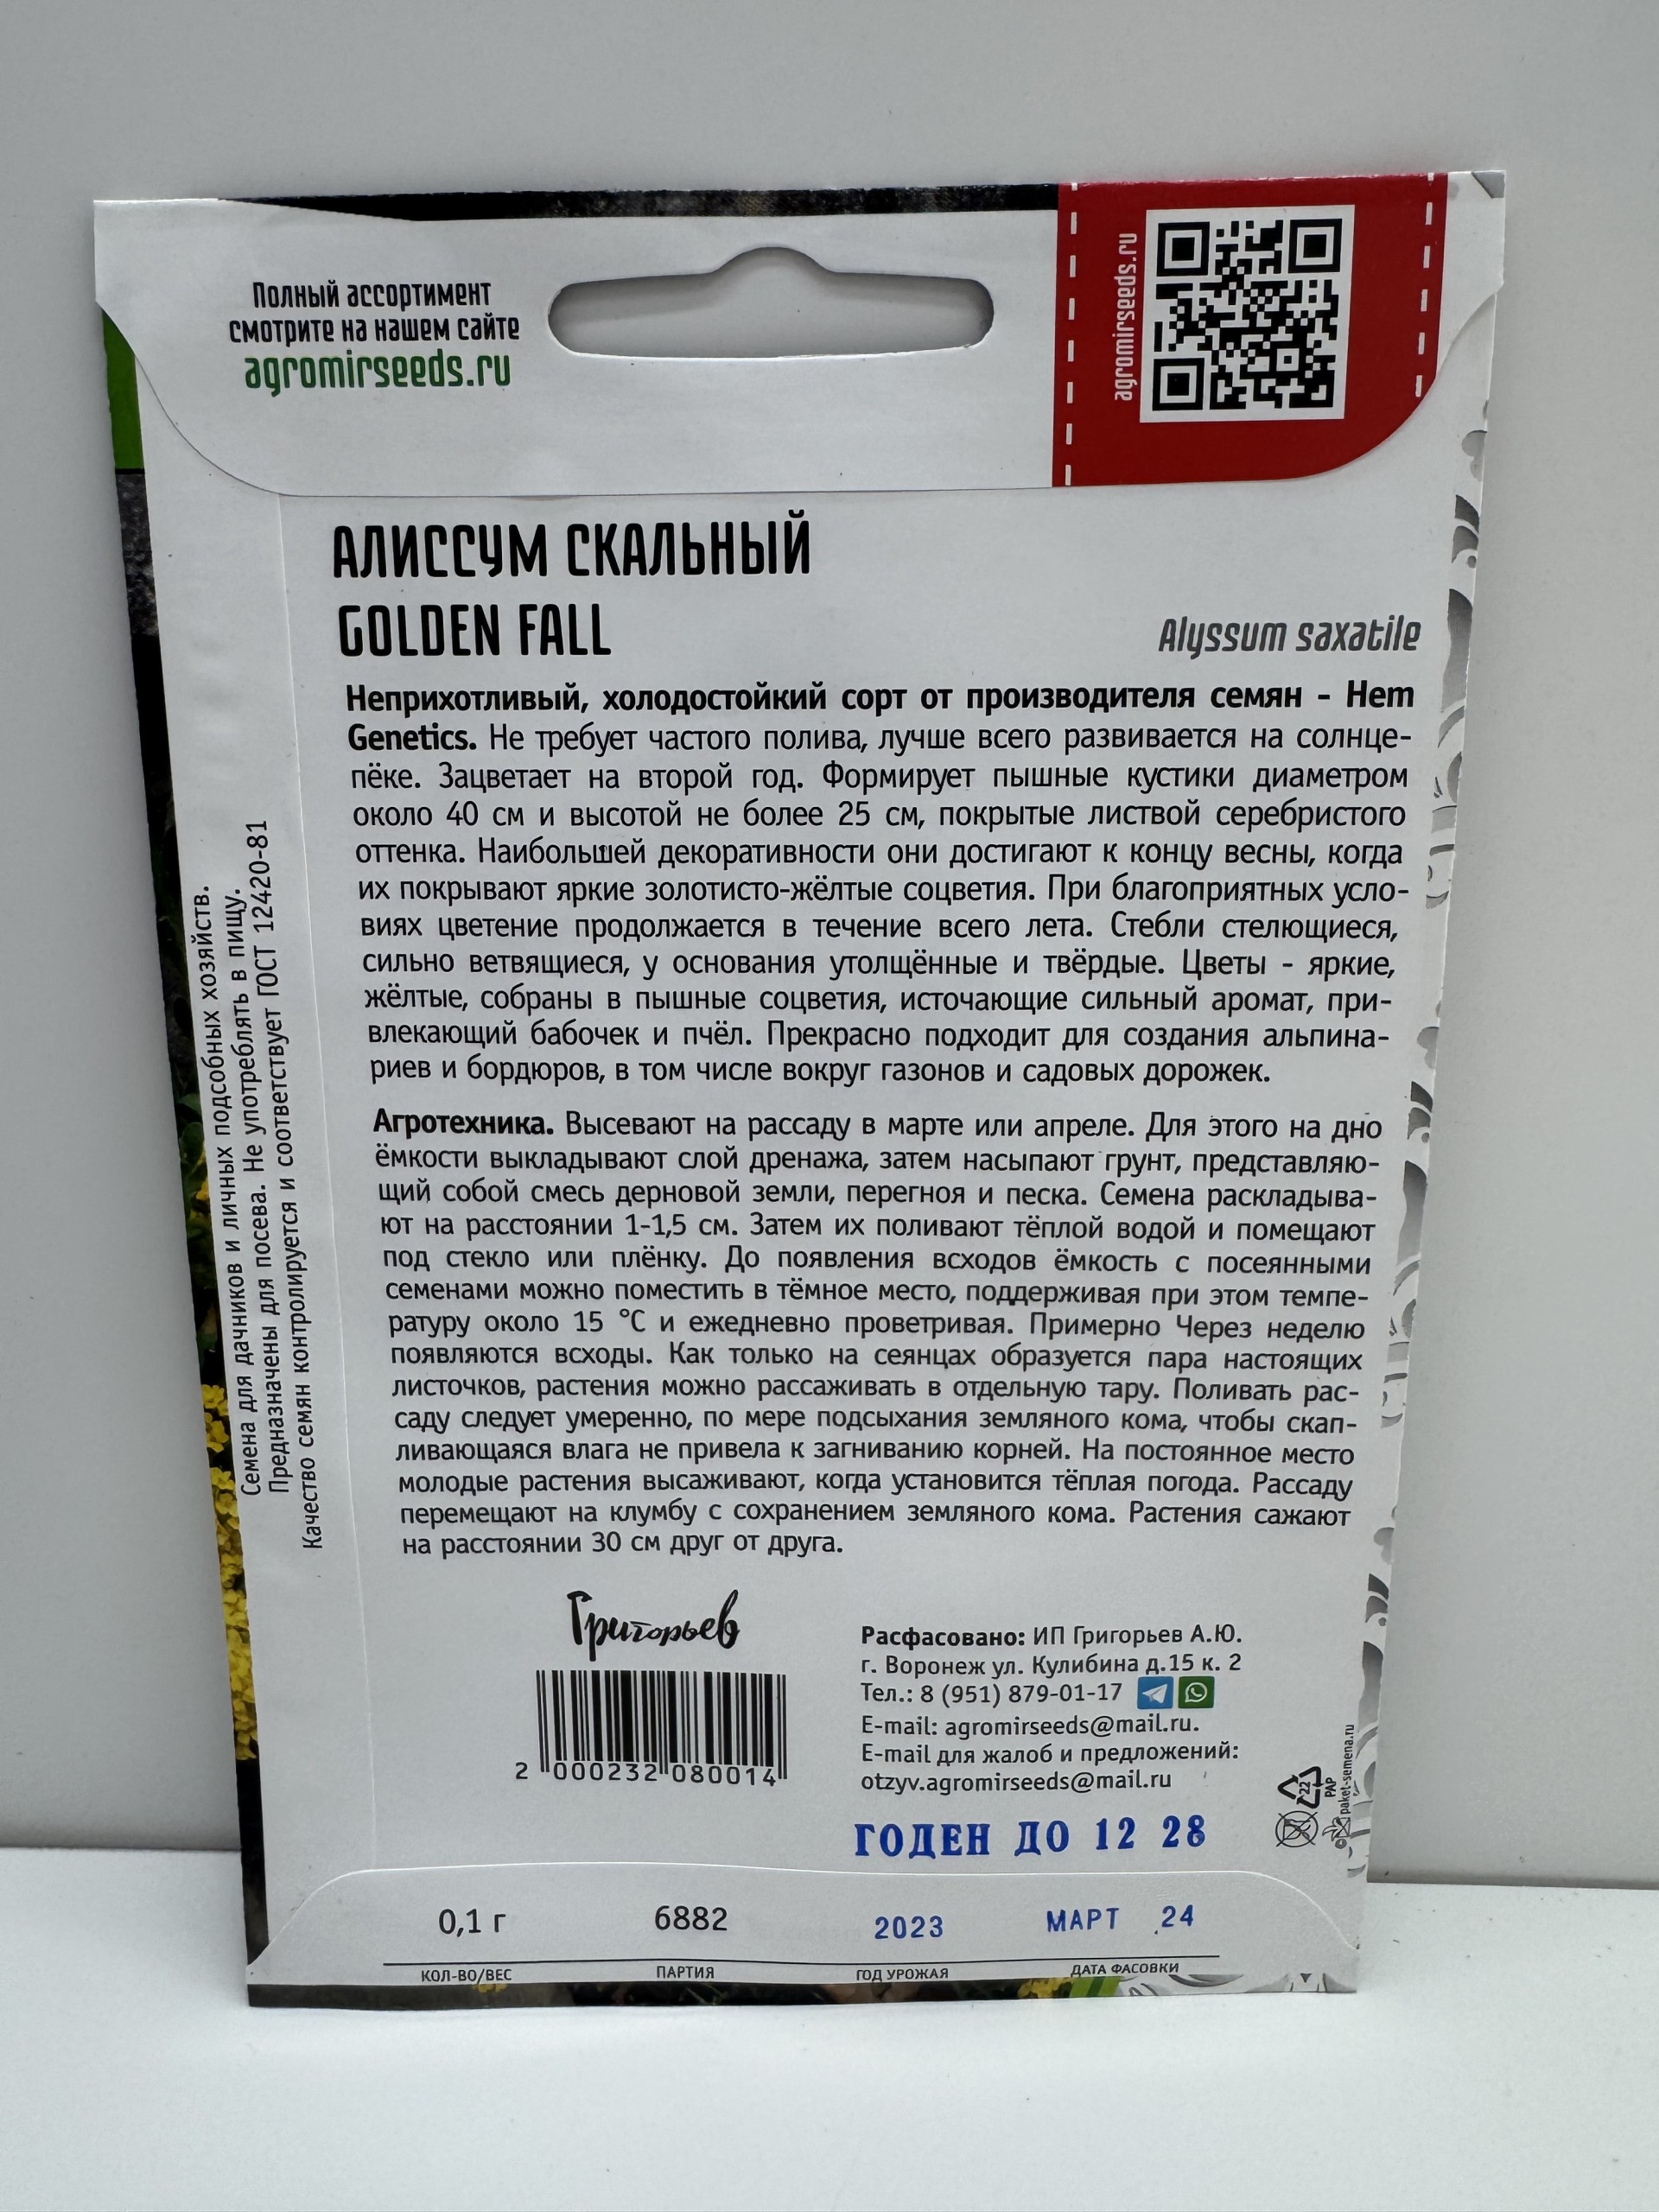 Полный ассортимент
смотрите на нашем сайте
agromirseeds.ru
agromirseeds.ru
АЛИССУМ СКАЛЬНЫЙ
GOLDEN FALL
Alyssum saxatile
Неприхотливый, холодостойкий сорт от производителя семян - Hem
Genetics. Не требует частого полива, лучше всего развивается на солнце-
пёке. Зацветает на второй год. Формирует пышные кустики диаметром
около 40 см и высотой не более 25 см, покрытые листвой серебристого
оттенка. Наибольшей декоративности они достигают к концу весны, когда
их покрывают яркие золотисто-жёлтые соцветия. При благоприятных усло-
виях цветение продолжается в течение всего лета. Стебли стелющиеся,
сильно ветвящиеся, у основания утолщённые и твёрдые. Цветы - яркие,
жёлтые, собраны в пышные соцветия, источающие сильный аромат, при-
влекающий бабочек и пчёл. Прекрасно подходит для создания альпина-
риев и бордюров, в том числе вокруг газонов и садовых дорожек.
Агротехника. Высевают на рассаду в марте или апреле. Для этого на дно
ёмкости выкладывают слой дренажа, затем насыпают грунт, представляю-
щий собой смесь дерновой земли, перегноя и песка. Семена раскладыва-
ют на расстоянии 1-1,5 см. Затем их поливают тёплой водой и помещают
под стекло или плёнку. До появления всходов ёмкость с посеянными
семенами можно поместить в тёмное место, поддерживая при этом темпе-
ратуру около 15 °С и ежедневно проветривая. Примерно Через неделю
появляются всходы. Как только на сеянцах образуется пара настоящих
листочков, растения можно рассаживать в отдельную тару. Поливать рас-
саду следует умеренно, по мере подсыхания земляного кома, чтобы скап-
ливающаяся влага не привела к загниванию корней. На постоянное место
молодые растения высаживают, когда установится тёплая погода. Рассаду
перемещают на клумбу с сохранением земляного кома. Растения сажают
на расстоянии 30 см друг от друга.
Семена для дачников и личных подсобных хозяйств.
Предназначены для посева. Не употреблять в пищу.
Качество семян контролируется и соответствует ГОСТ 12420-81
Григорьев
2 000232 080014
Расфасовано: ИП Григорьев А.Ю.
г. Воронеж ул. Кулибина д.15 к. 2
Тел.: 8 (951) 879-01-17
E-mail: agromirseeds@mail.ru.
E-mail для жалоб и предложений:
otzyv.agromirseeds@mail.ru
22
PAP
paket-semena.ru
ГОДЕН ДО 12 28
0,1 г 6882 2023 МАРТ 24
КОЛ-ВО/ВЕС ПАРТИЯ ГОД УРОЖАЯ ДАТА ФАСОВКИ